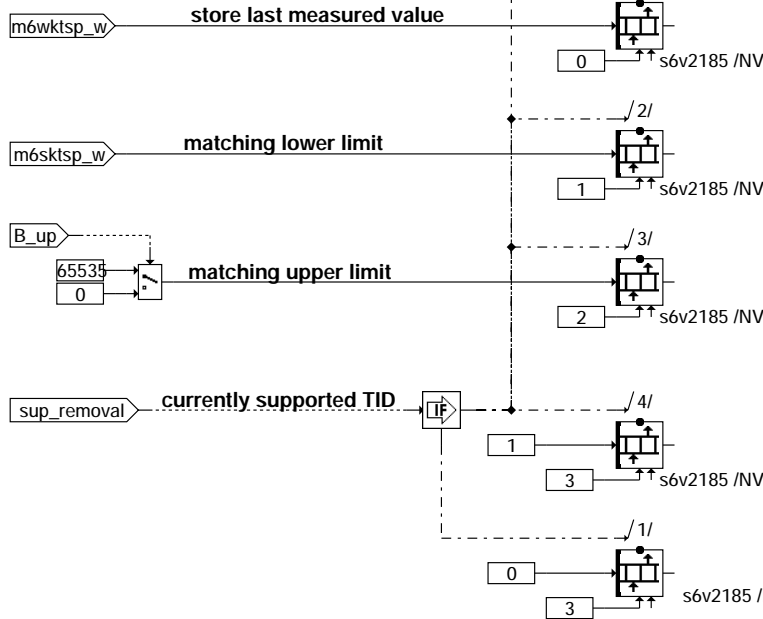 m6wktsp_w
store last measured value
0
s6v2185 /NV
/ 2/
m6sktsp_w
matching lower limit
1
s6v2185 /NV
B_up
/ 3/
65535
0
matching upper limit
2
s6v2185 /NV
sup_removal
currently supported TID
IF
/4/
1
3
s6v2185 /NV
/1/
0
3
s6v2185 /